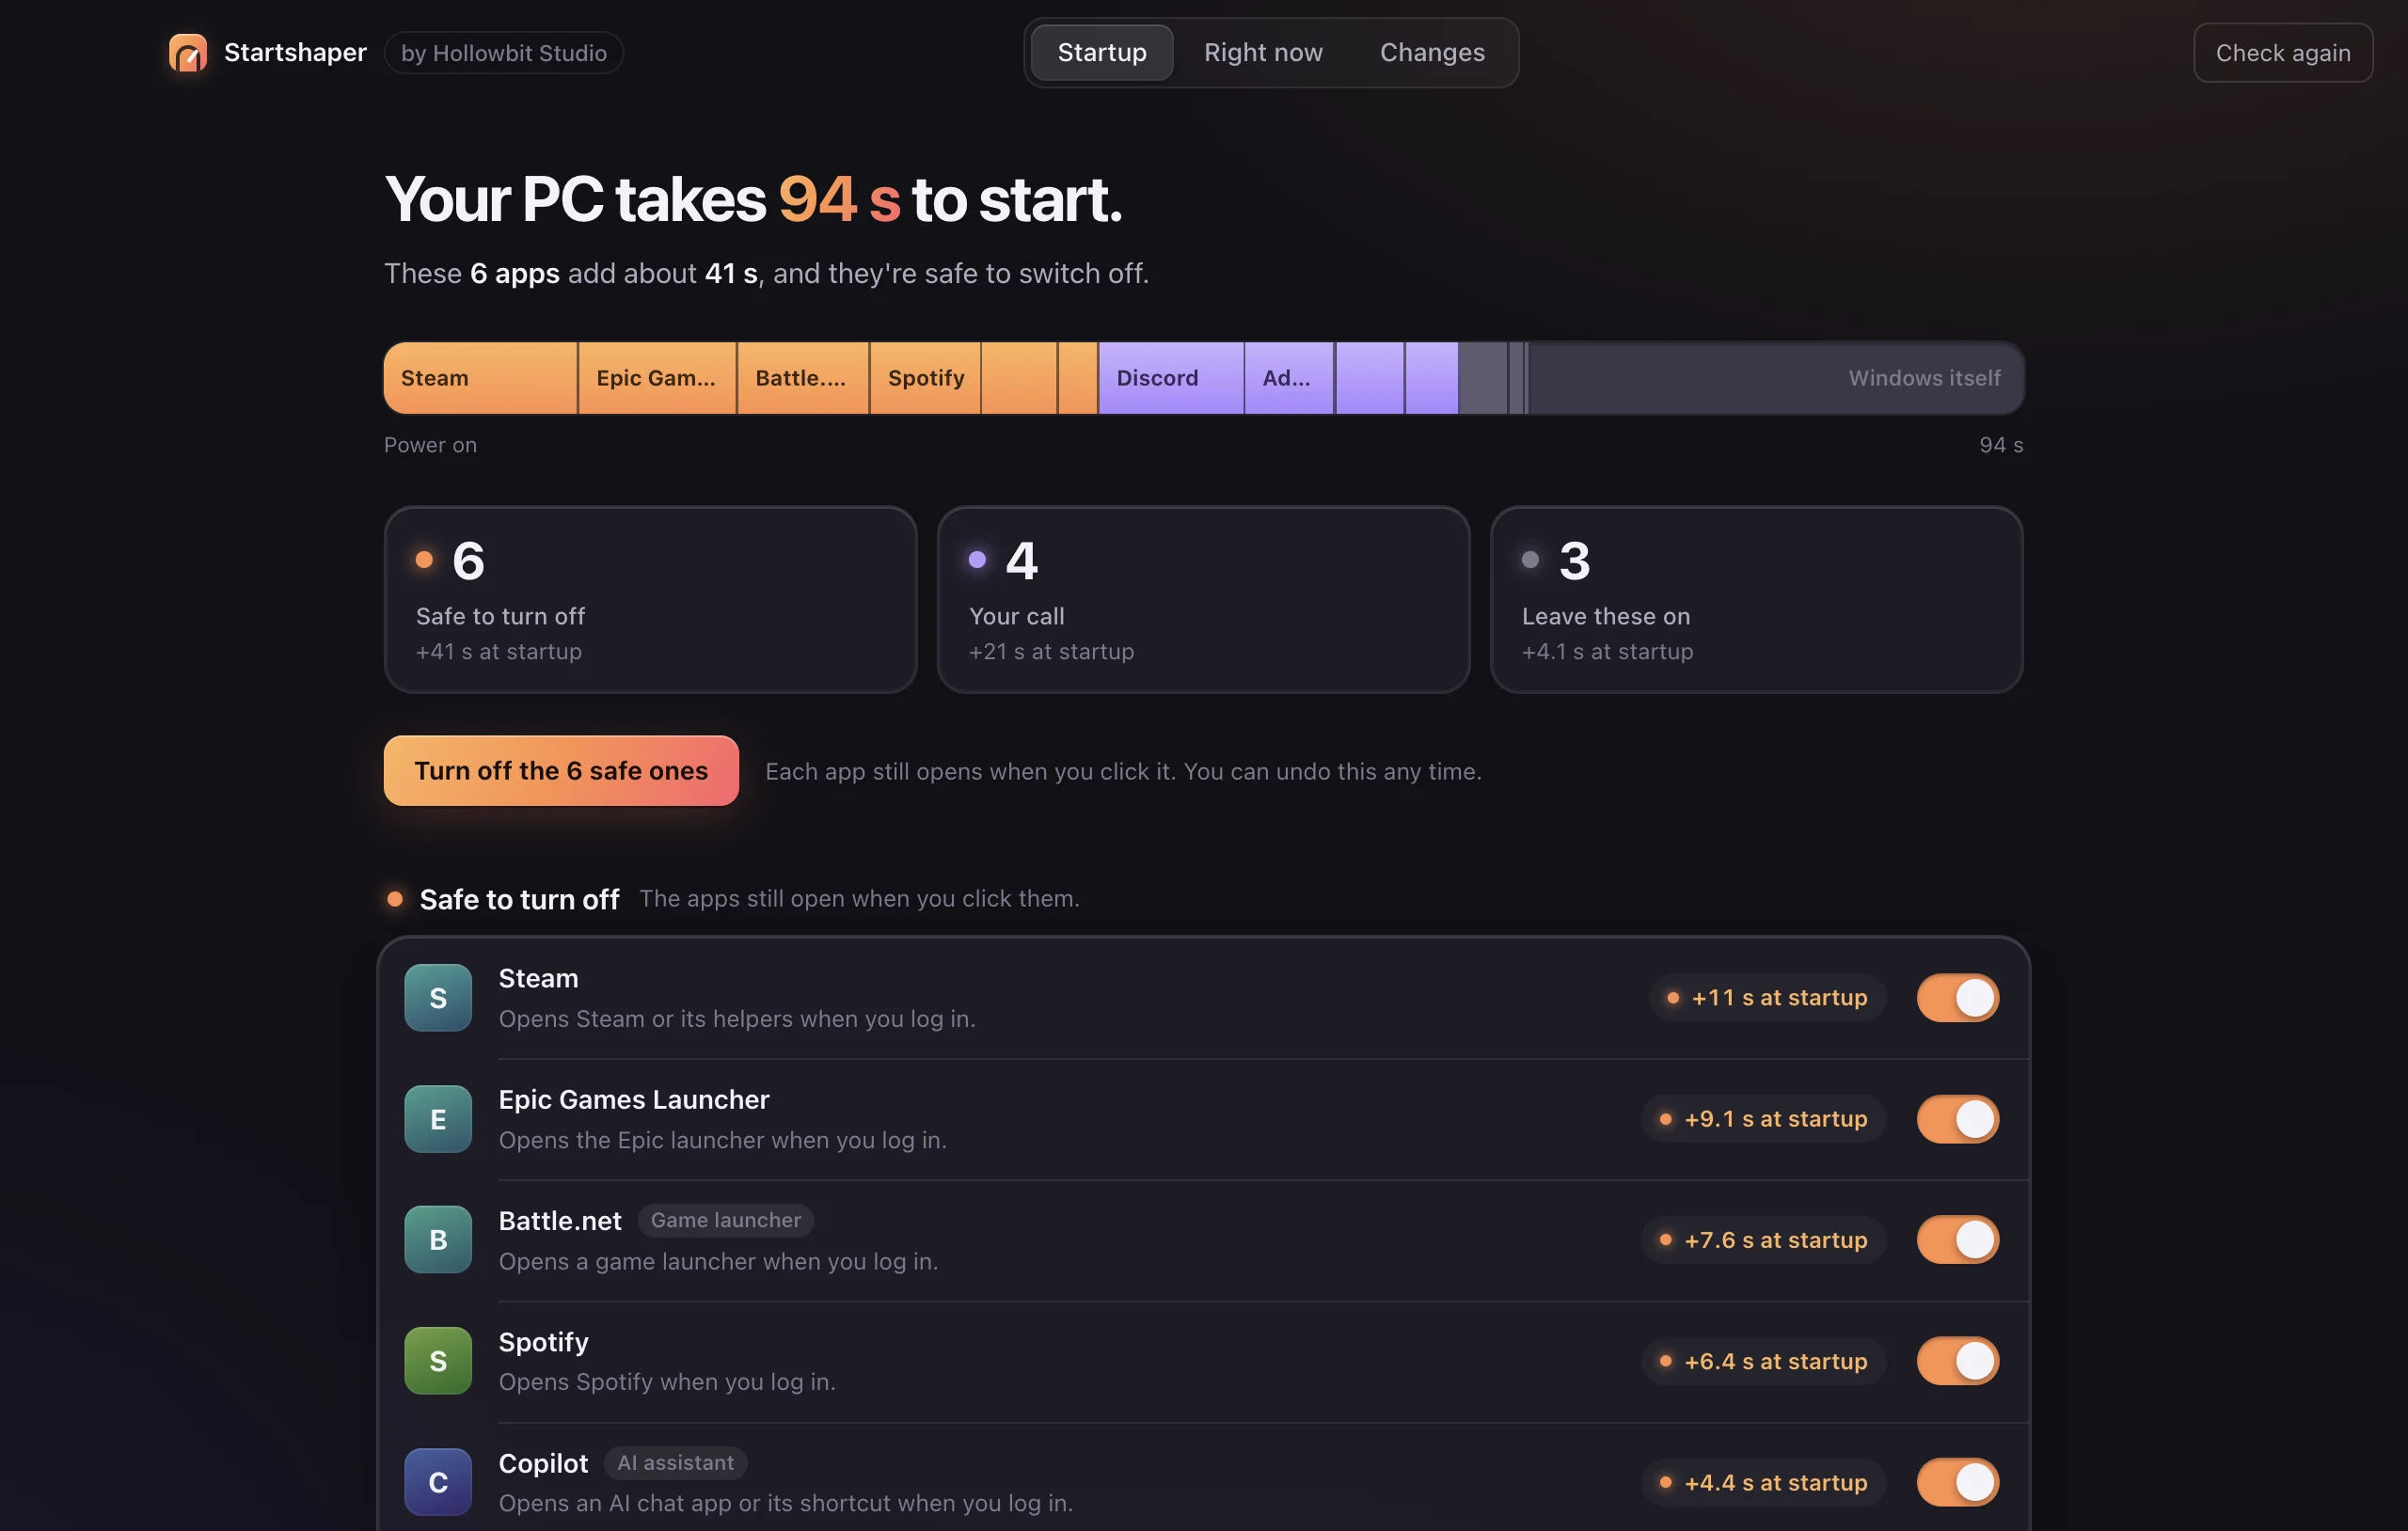 Startshaper by Hollowbit Studio Startup Right now Changes Check again
Your PC takes 94 s to start.
These 6 apps add about 41 s, and they're safe to switch off.
Steam Epic Gam... Battle.... Spotify Discord Ad... Windows itself
Power on 94 s
6 4 3
Safe to turn off Your call Leave these on
+41 s at startup +21 s at startup +4.1 s at startup
Turn off the 6 safe ones Each app still opens when you click it. You can undo this any time.
Safe to turn off The apps still open when you click them.
S Steam +11 s at startup
Opens Steam or its helpers when you log in.
E Epic Games Launcher +9.1 s at startup
Opens the Epic launcher when you log in.
B Battle.net Game launcher +7.6 s at startup
Opens a game launcher when you log in.
S Spotify +6.4 s at startup
Opens Spotify when you log in.
C Copilot AI assistant +4.4 s at startup
Opens an AI chat app or its shortcut when you log in.